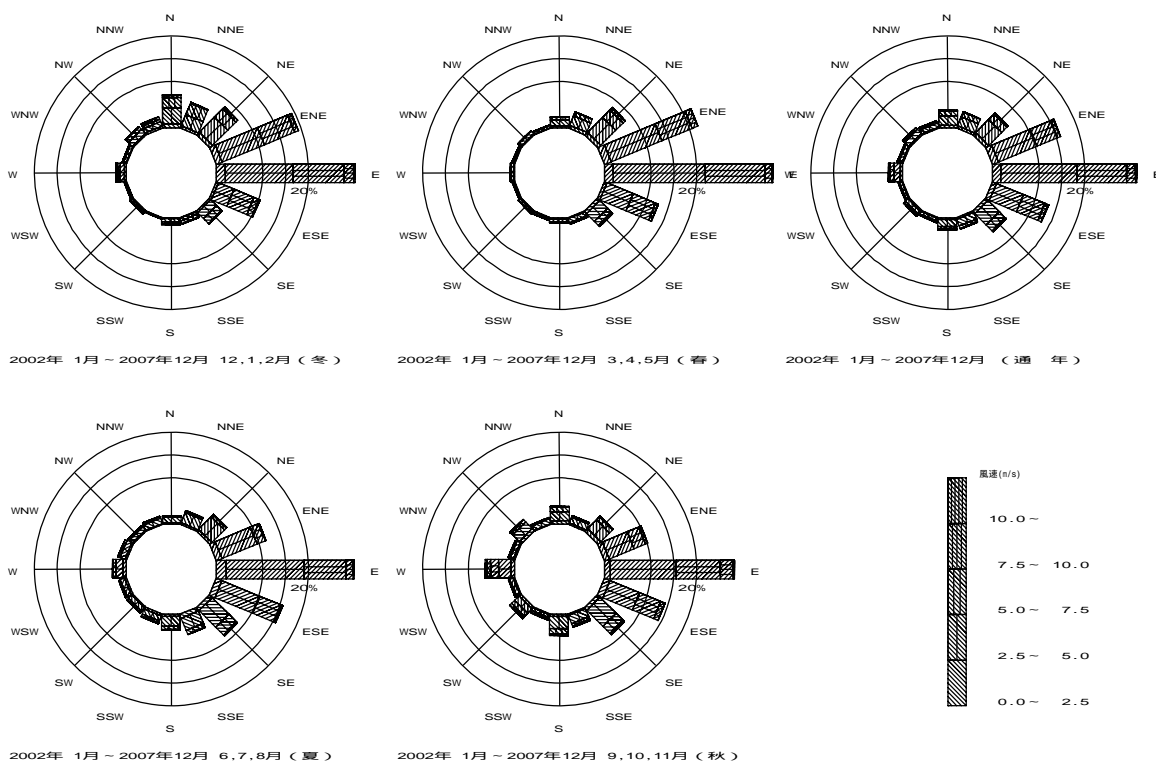 N
NNW NNE
NW NE
WNW ENE
W E
20%
WSW ESE
SW SE
SSW SSE
S
2002年 1月～2007年12月 12,1,2月（冬）
N
NNW NNE
NW NE
WNW ENE
W E
20%
WSW ESE
SW SE
SSW SSE
S
2002年 1月～2007年12月 3,4,5月（春）
N
NNW NNE
NW NE
WNW ENE
W E
20%
WSW ESE
SW SE
SSW SSE
S
2002年 1月～2007年12月 （通 年）
N
NNW NNE
NW NE
WNW ENE
W E
20%
WSW ESE
SW SE
SSW SSE
S
2002年 1月～2007年12月 6,7,8月（夏）
N
NNW NNE
NW NE
WNW ENE
W E
20%
WSW ESE
SW SE
SSW SSE
S
2002年 1月～2007年12月 9,10,11月（秋）
風速(m/s)
10.0～
7.5～ 10.0
5.0～ 7.5
2.5～ 5.0
0.0～ 2.5